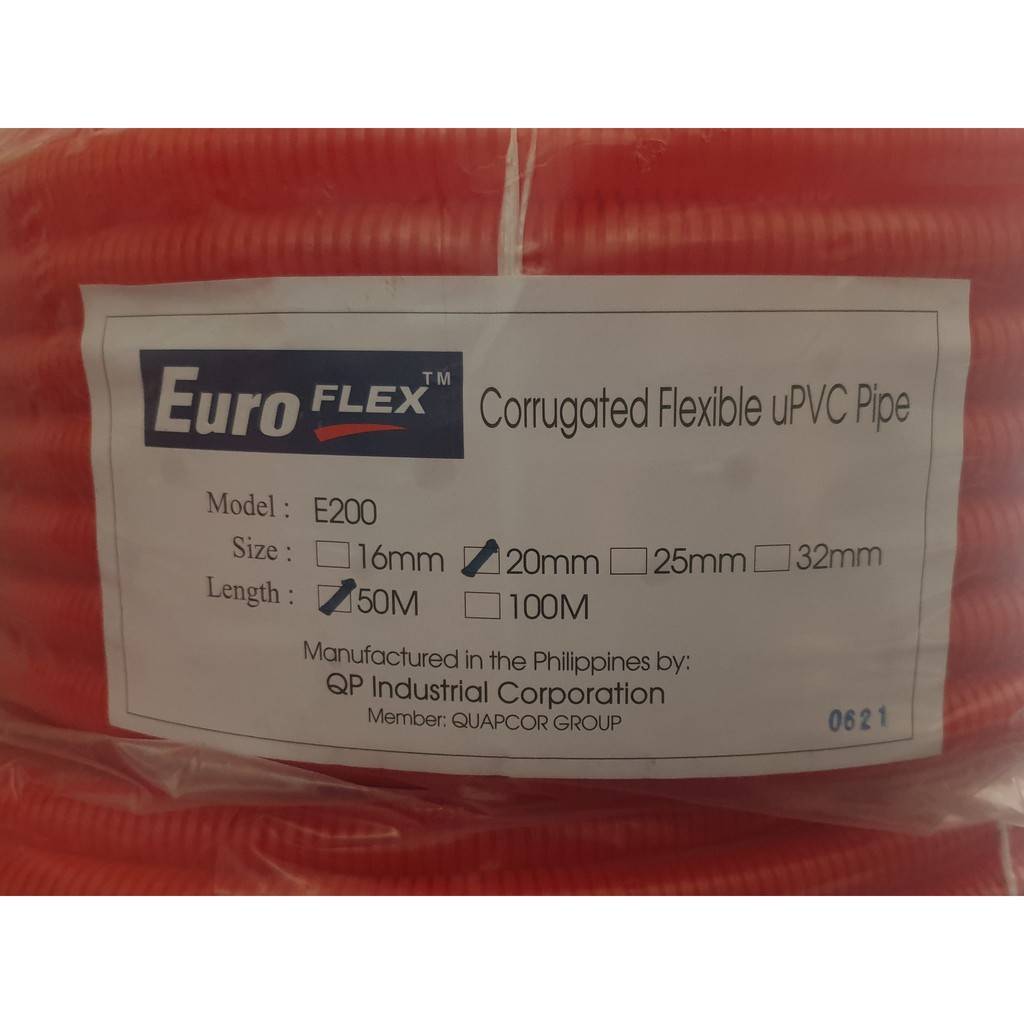 Euro FLEX™ Corrugated Flexible uPVC Pipe
Model : E200
Size : 16mm 20mm 25mm 32mm
Length : 50M 100M
Manufactured in the Philippines by:
QP Industrial Corporation
Member: QUAPCOR GROUP
0621